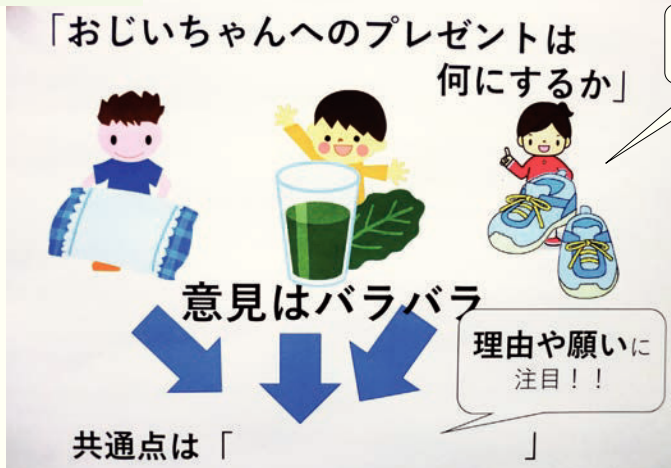 「おじいちゃんへのプレゼントは
何にするか」
意見はバラバラ
理由や願いに
注目！！
共通点は「　　　　　　　」